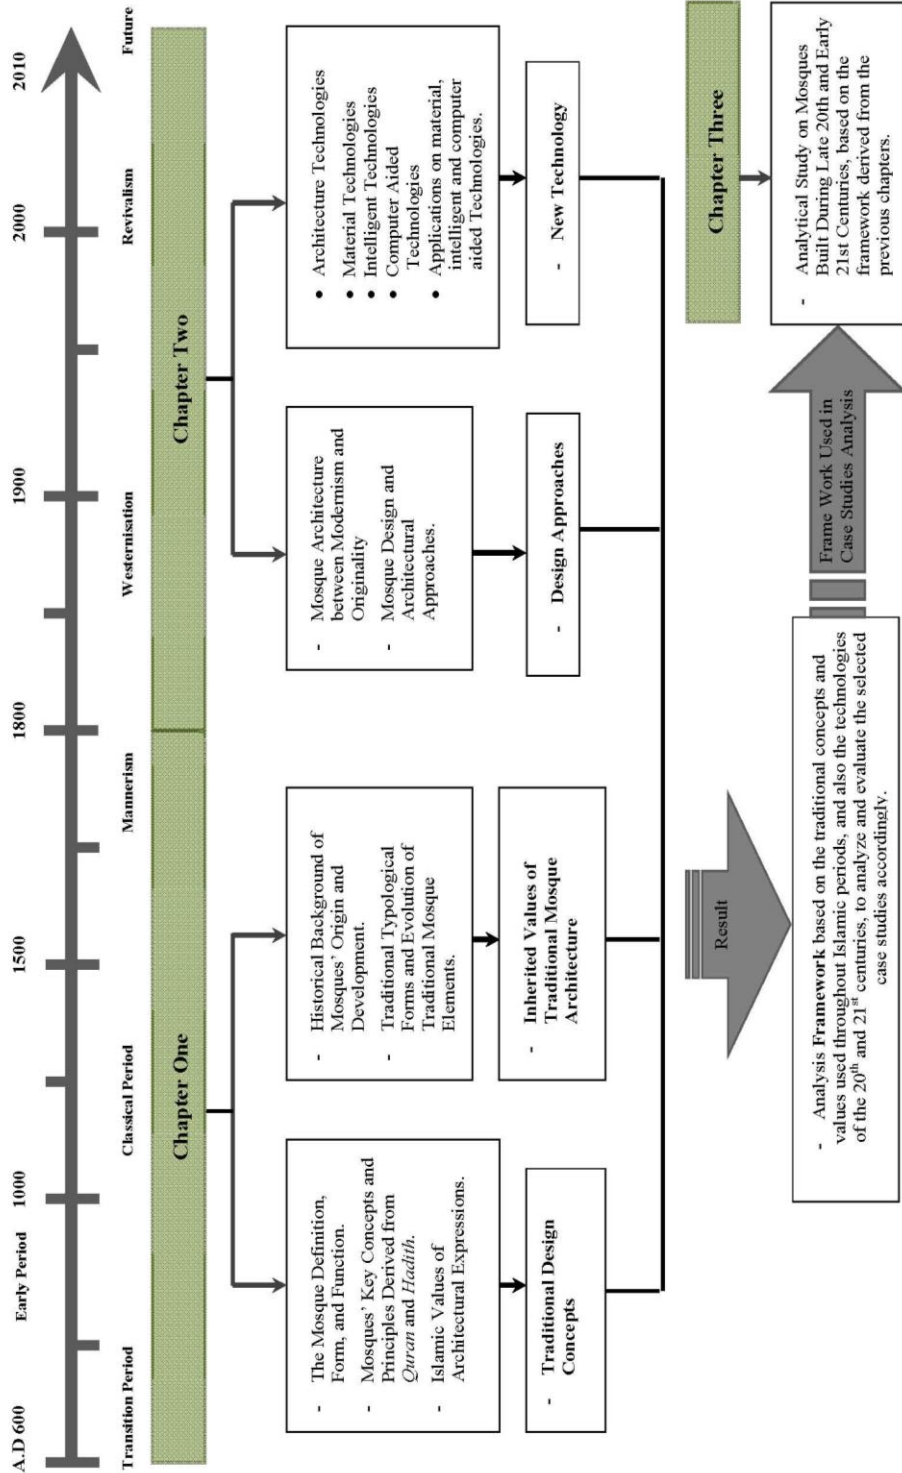 A.D 600
1000
1500
1800
1900
2000
2010
Early Period
Transition Period
Classical Period
Mannerism
Westernisation
Revivalism
Future
Chapter One
Chapter Two
- The Mosque Definition,
Form, and Function.
- Mosques' Key Concepts and
Principles Derived from
Quran and Hadith.
- Islamic Values of
Architectural Expressions.
- Historical Background of
Mosques' Origin and
Development.
- Traditional Typological
Forms and Evolution of
Traditional Mosque
Elements.
- Mosque Architecture
between Modernism and
Originality
- Mosque Design and
Architectural
Approaches.
● Architecture Technologies
● Material Technologies
● Intelligent Technologies
● Computer Aided
Technologies
● Applications on material,
intelligent and computer
aided Technologies.
- Traditional Design
Concepts
- Inherited Values of
Traditional Mosque
Architecture
- Design Approaches
- New Technology
Result
- Analysis Framework based on the traditional concepts and
values used throughout Islamic periods, and also the technologies
of the 20th and 21st centuries, to analyze and evaluate the selected
case studies accordingly.
Frame Work Used in
Case Studies Analysis
Chapter Three
- Analytical Study on Mosques
Built During Late 20th and Early
21st Centuries, based on the
framework derived from the
previous chapters.